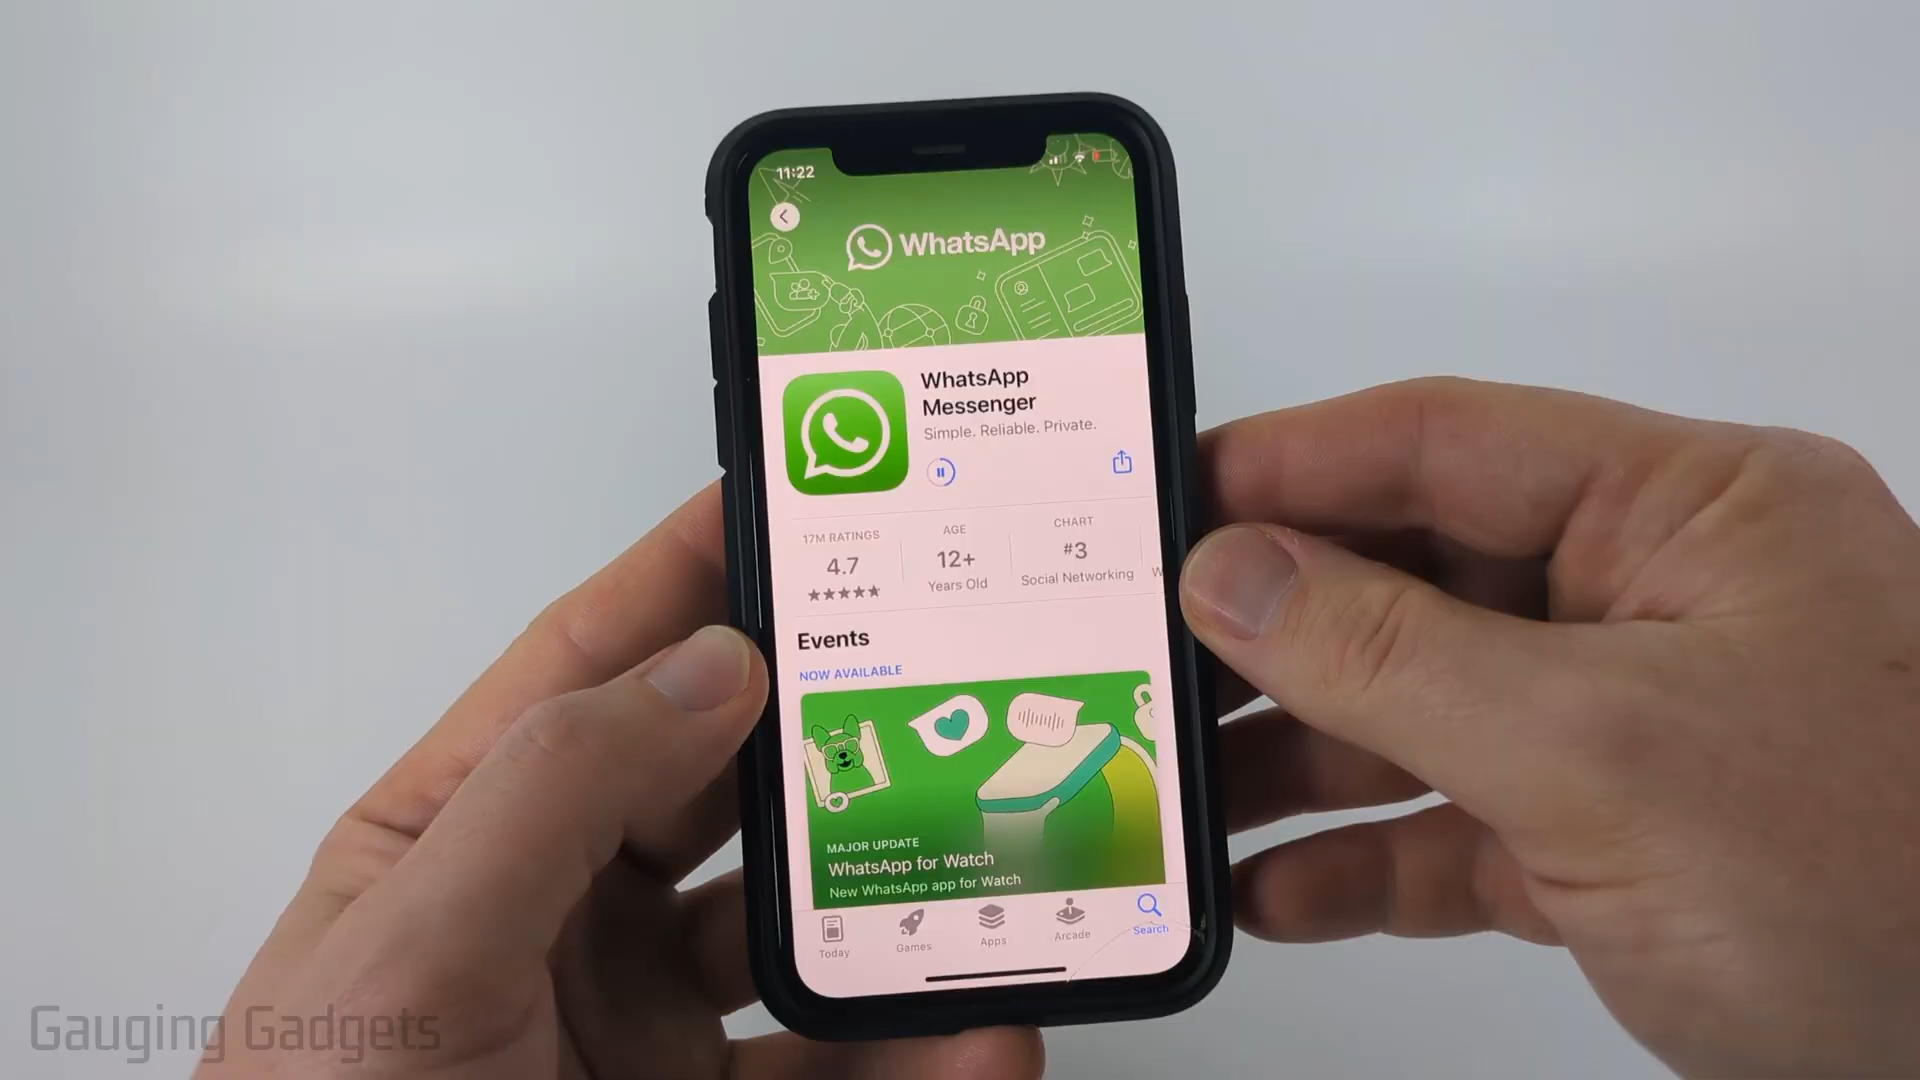 11:22
WhatsApp
WhatsApp
Messenger
Simple. Reliable. Private.
17M RATINGS
4.7
★★★★★
AGE
12+
Years Old
CHART
#3
Social Networking
W
Events
NOW AVAILABLE
MAJOR UPDATE
WhatsApp for Watch
New WhatsApp app for Watch
Today
Games
Apps
Arcade
Search
Gauging Gadgets